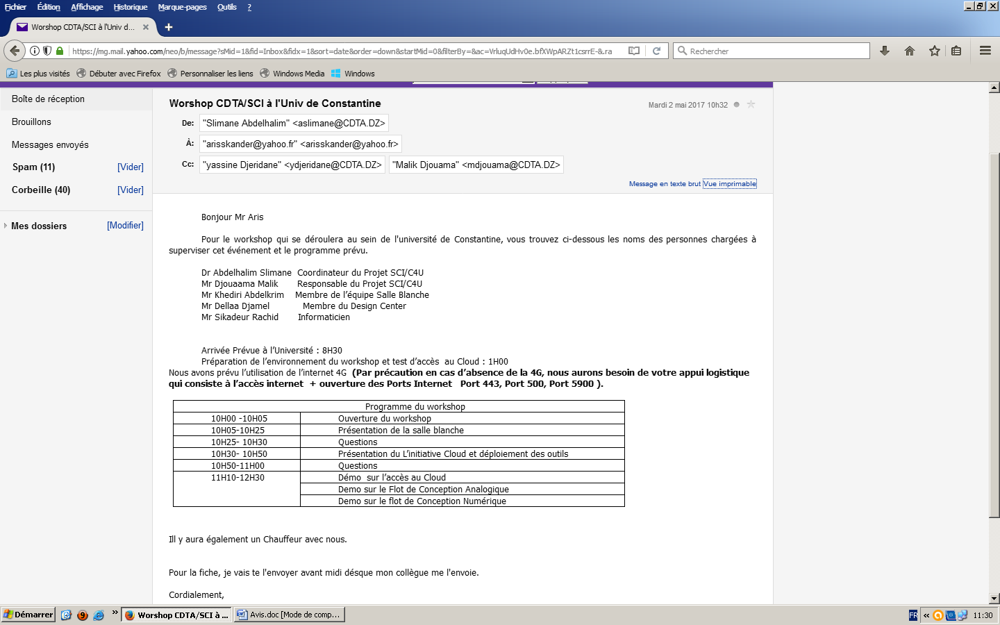 Fichier Édition Affichage Historique Marque-pages Outils ?
Worshop CDTA/SCI à l'Univ d...
https://mg.mail.yahoo.com/neo/b/message?sMid=1&fid=Inbox&fidx=1&sort=date&order=down&startMid=0&filterBy=&ac=VrluqUdHv0e.bfXWpARZt1csrrE-&.ra
Rechercher
Les plus visités Débuter avec Firefox Personnaliser les liens Windows Media Windows
Boîte de réception
Brouillons
Messages envoyés
Spam (11) [Vider]
Corbeille (40) [Vider]
Mes dossiers [Modifier]
Worshop CDTA/SCI à l'Univ de Constantine
Mardi 2 mai 2017 10h32
De: "Slimane Abdelhalim" <aslimane@CDTA.DZ>
À: "arisskander@yahoo.fr" <arisskander@yahoo.fr>
Cc: "yassine Djeridane" <ydjeridane@CDTA.DZ> "Malik Djouama" <mdjouama@CDTA.DZ>
Message en texte brut Vue imprimable
Bonjour Mr Aris
Pour le workshop qui se déroulera au sein de l'université de Constantine, vous trouvez ci-dessous les noms des personnes chargées à
superviser cet événement et le programme prévu.
Dr Abdelhalim Slimane Coordinateur du Projet SCI/C4U
Mr Djouaama Malik Responsable du Projet SCI/C4U
Mr Khediri Abdelkrim Membre de l’équipe Salle Blanche
Mr Dellaa Djamel Membre du Design Center
Mr Sikadeur Rachid Informaticien
Arrivée Prévue à l’Université : 8H30
Préparation de l’environnement du workshop et test d’accès au Cloud : 1H00
Nous avons prévu l’utilisation de l’internet 4G (Par précaution en cas d’absence de la 4G, nous aurons besoin de votre appui logistique
qui consiste à l’accès internet + ouverture des Ports Internet Port 443, Port 500, Port 5900 ).
Programme du workshop
10H00 -10H05 Ouverture du workshop
10H05-10H25 Présentation de la salle blanche
10H25- 10H30 Questions
10H30- 10H50 Présentation du L’initiative Cloud et déploiement des outils
10H50-11H00 Questions
11H10-12H30 Démo sur l’accès au Cloud
Demo sur le Flot de Conception Analogique
Demo sur le flot de Conception Numérique
Ill y aura également un Chauffeur avec nous.
Pour la fiche, je vais te l'envoyer avant midi désque mon collègue me l'envoie.
Cordialement,
Démarrer Worshop CDTA/SCI à ... Avis.doc [Mode de comp... FR 11:30